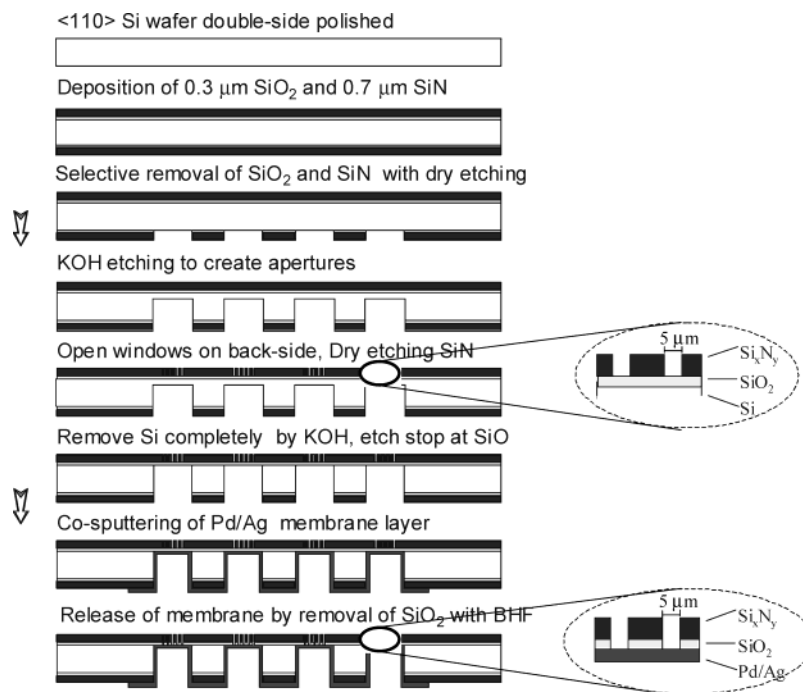 <110> Si wafer double-side polished
Deposition of 0.3 μm SiO₂ and 0.7 μm SiN
Selective removal of SiO₂ and SiN with dry etching
KOH etching to create apertures
Open windows on back-side, Dry etching SiN
5 μm
SiₓNᵧ
SiO₂
Si
Remove Si completely by KOH, etch stop at SiO
Co-sputtering of Pd/Ag membrane layer
Release of membrane by removal of SiO₂ with BHF
5 μm
SiₓNᵧ
SiO₂
Pd/Ag